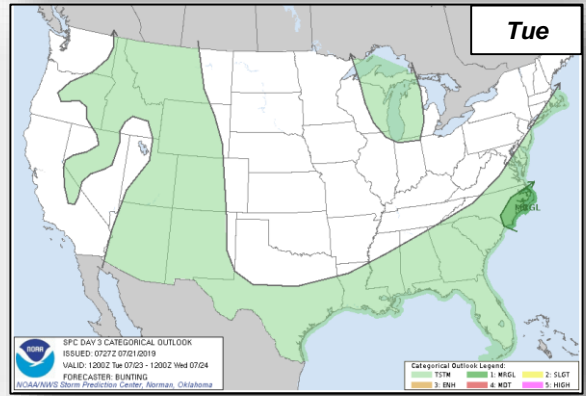 Tue
MRGL
NOAA
SPC DAY 3 CATEGORICAL OUTLOOK
ISSUED: 0727Z 07/21/2019
VALID: 1200Z Tue 07/23 - 1200Z Wed 07/24
FORECASTER: BUNTING
NOAA/NWS Storm Prediction Center, Norman, Oklahoma
Categorical Outlook Legend:
TSTM 1: MRGL 2: SLGT
3: ENH 4: MDT 5: HIGH